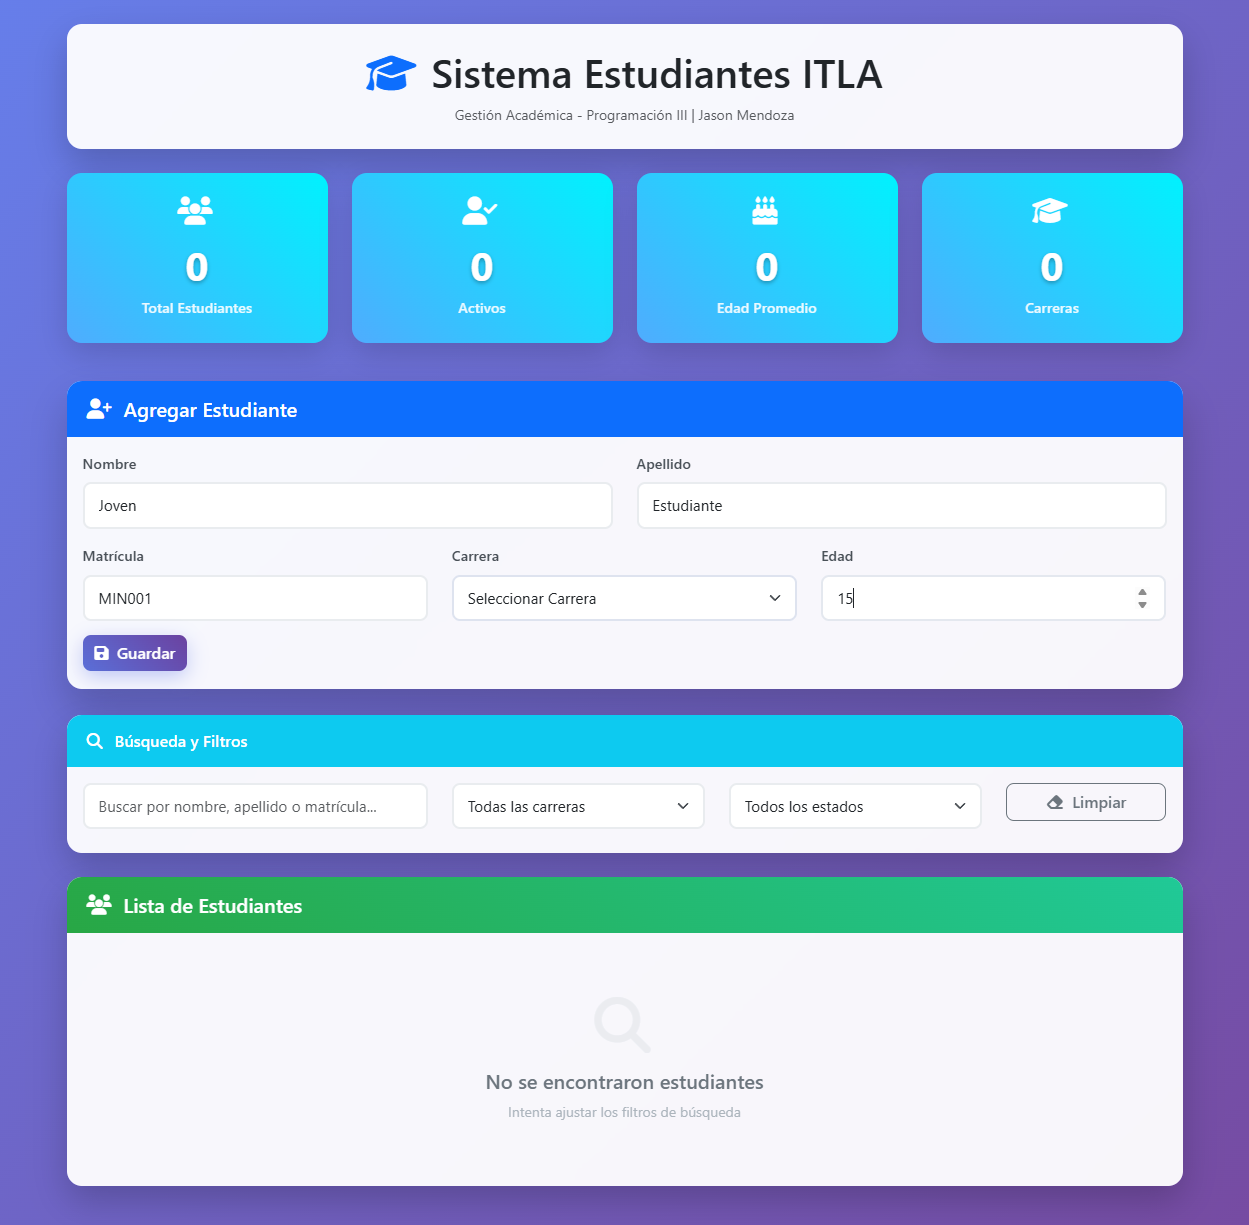 Sistema Estudiantes ITLA
Gestión Académica - Programación III | Jason Mendoza
0
Total Estudiantes
0
Activos
0
Edad Promedio
0
Carreras
Agregar Estudiante
Nombre
Joven
Apellido
Estudiante
Matrícula
MIN001
Carrera
Seleccionar Carrera
Edad
15
Guardar
Búsqueda y Filtros
Buscar por nombre, apellido o matrícula...
Todas las carreras
Todos los estados
Limpiar
Lista de Estudiantes
No se encontraron estudiantes
Intenta ajustar los filtros de búsqueda